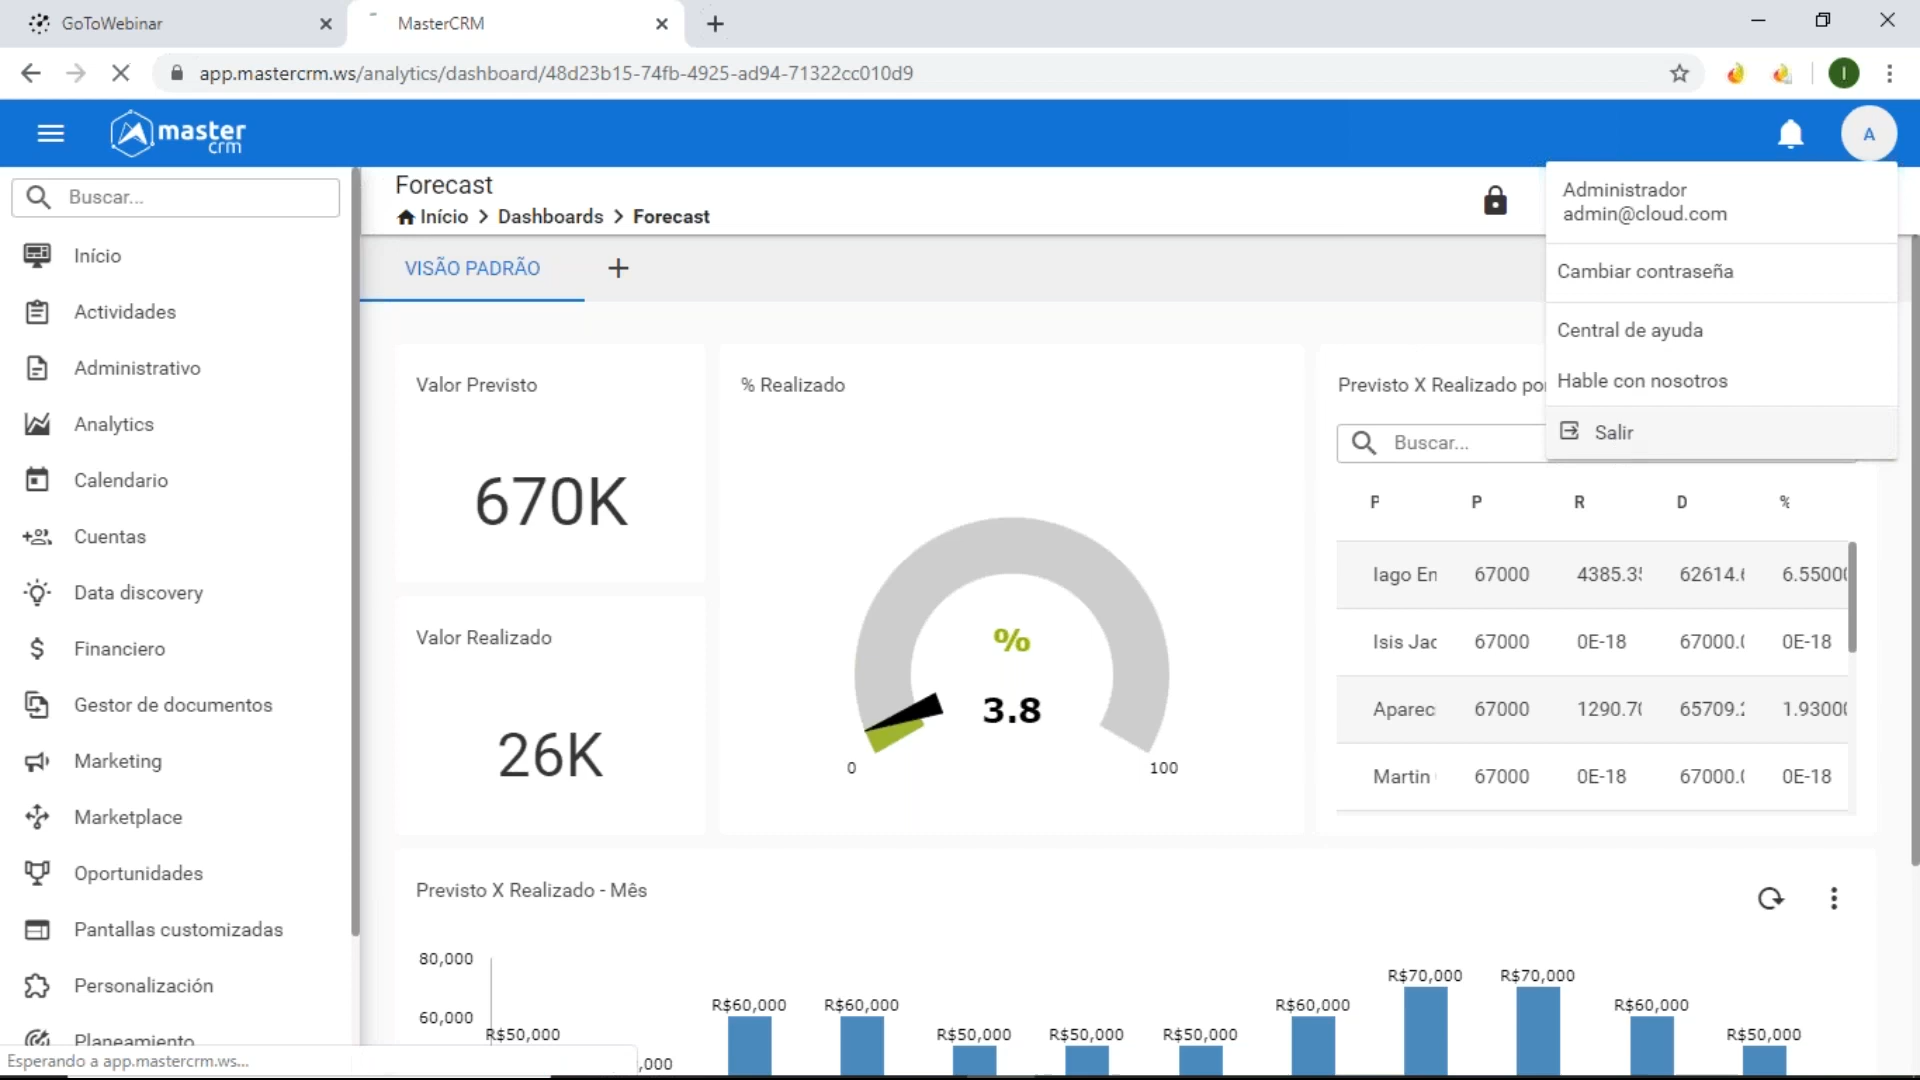 GoToWebinar
MasterCRM
app.mastercrm.ws/analytics/dashboard/48d23b15-74fb-4925-ad94-71322cc010d9
I
master
crm
A
Buscar...
Início
Actividades
Administrativo
Analytics
Calendario
Cuentas
Data discovery
Financiero
Gestor de documentos
Marketing
Marketplace
Oportunidades
Pantallas customizadas
Personalización
Planeamiento
Esperando a app.mastercrm.ws...
Forecast
Início > Dashboards > Forecast
VISÃO PADRÃO
Administrador
admin@cloud.com
Cambiar contraseña
Central de ayuda
Hable con nosotros
Salir
Valor Previsto
670K
Valor Realizado
26K
% Realizado
%
3.8
0
100
Previsto X Realizado
Buscar...
P R D %
Iago 67000 4385.3 62614. 6.5500
Isis 67000 0E-18 67000. 0E-18
Aparec 67000 1290.7 65709. 1.9300
Martin 67000 0E-18 67000. 0E-18
Previsto X Realizado - Mês
80,000
60,000
R$50,000
,000
R$60,000
R$60,000
R$50,000
R$50,000
R$50,000
R$60,000
R$70,000
R$70,000
R$60,000
R$50,000